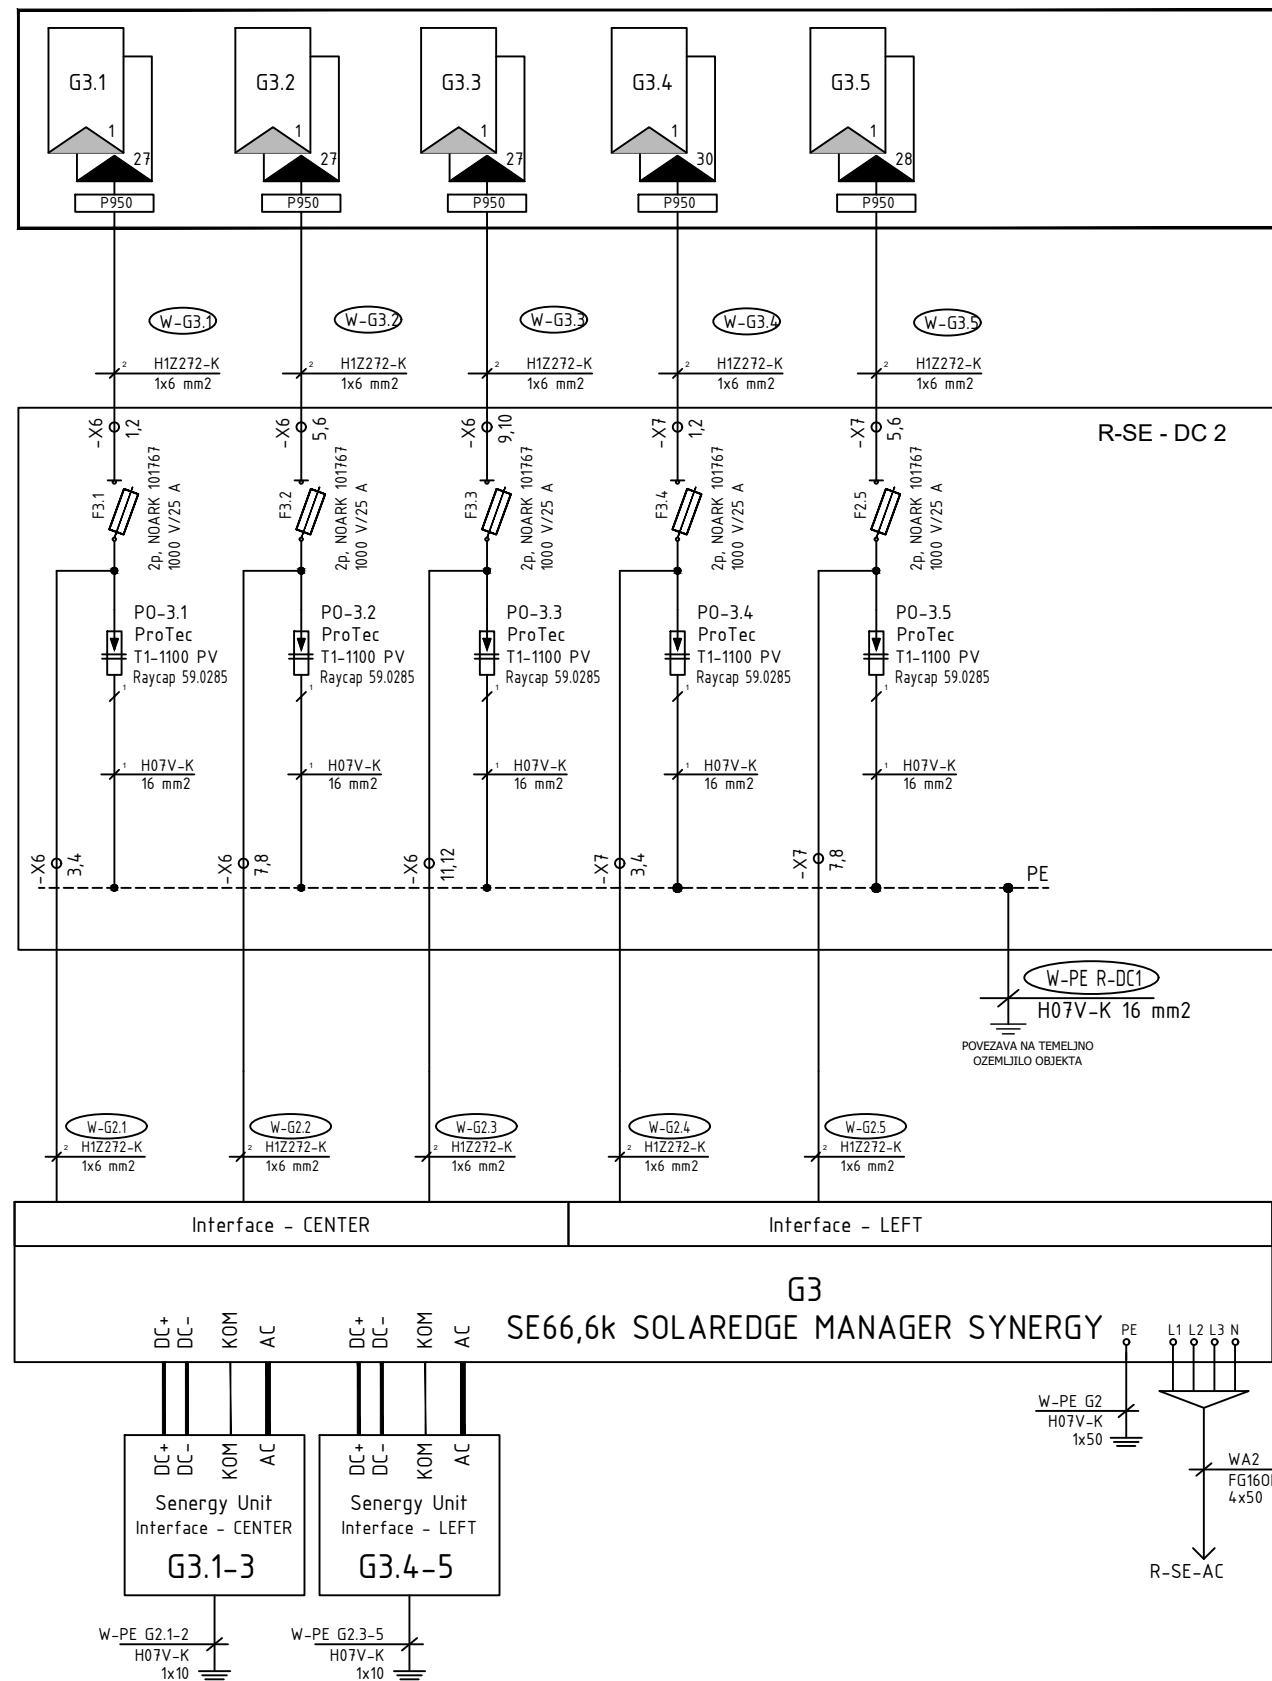 G3.1
G3.2
G3.3
G3.4
G3.5
1
1
1
1
1
27
27
27
30
28
P950
P950
P950
P950
P950
W-G3.1
W-G3.2
W-G3.3
W-G3.4
W-G3.5
2 H1Z272-K
1x6 mm2
2 H1Z272-K
1x6 mm2
2 H1Z272-K
1x6 mm2
2 H1Z272-K
1x6 mm2
2 H1Z272-K
1x6 mm2
R-SE - DC 2
-X6 1,2
-X6 5,6
-X6 9,10
-X7 1,2
-X7 5,6
F3.1
2p, NOARK 101767
1000 V/25 A
F3.2
2p, NOARK 101767
1000 V/25 A
F3.3
2p, NOARK 101767
1000 V/25 A
F3.4
2p, NOARK 101767
1000 V/25 A
F2.5
2p, NOARK 101767
1000 V/25 A
PO-3.1
ProTec
T1-1100 PV
Raycap 59.0285
1
PO-3.2
ProTec
T1-1100 PV
Raycap 59.0285
1
PO-3.3
ProTec
T1-1100 PV
Raycap 59.0285
1
PO-3.4
ProTec
T1-1100 PV
Raycap 59.0285
1
PO-3.5
ProTec
T1-1100 PV
Raycap 59.0285
1
1 H07V-K
16 mm2
1 H07V-K
16 mm2
1 H07V-K
16 mm2
1 H07V-K
16 mm2
1 H07V-K
16 mm2
-X6 3,4
-X6 7,8
-X6 11,12
-X7 3,4
-X7 7,8
PE
W-PE R-DC1
H07V-K 16 mm2
POVEZAVA NA TEMELJNO
OZEMLJILO OBJEKTA
W-G2.1
2 H1Z272-K
1x6 mm2
W-G2.2
2 H1Z272-K
1x6 mm2
W-G2.3
2 H1Z272-K
1x6 mm2
W-G2.4
2 H1Z272-K
1x6 mm2
W-G2.5
2 H1Z272-K
1x6 mm2
Interface - CENTER
Interface - LEFT
G3
SE66,6k SOLAREDGE MANAGER SYNERGY
DC+
DC-
KOM
AC
DC+
DC-
KOM
AC
PE
L1 L2 L3 N
W-PE G2
H07V-K
1x50
WA2
4x50
R-SE-AC
DC+
DC-
KOM
AC
Senergy Unit
Interface - CENTER
G3.1-3
DC+
DC-
KOM
AC
Senergy Unit
Interface - LEFT
G3.4-5
W-PE G2.1-2
H07V-K
1x10
W-PE G2.3-5
H07V-K
1x10